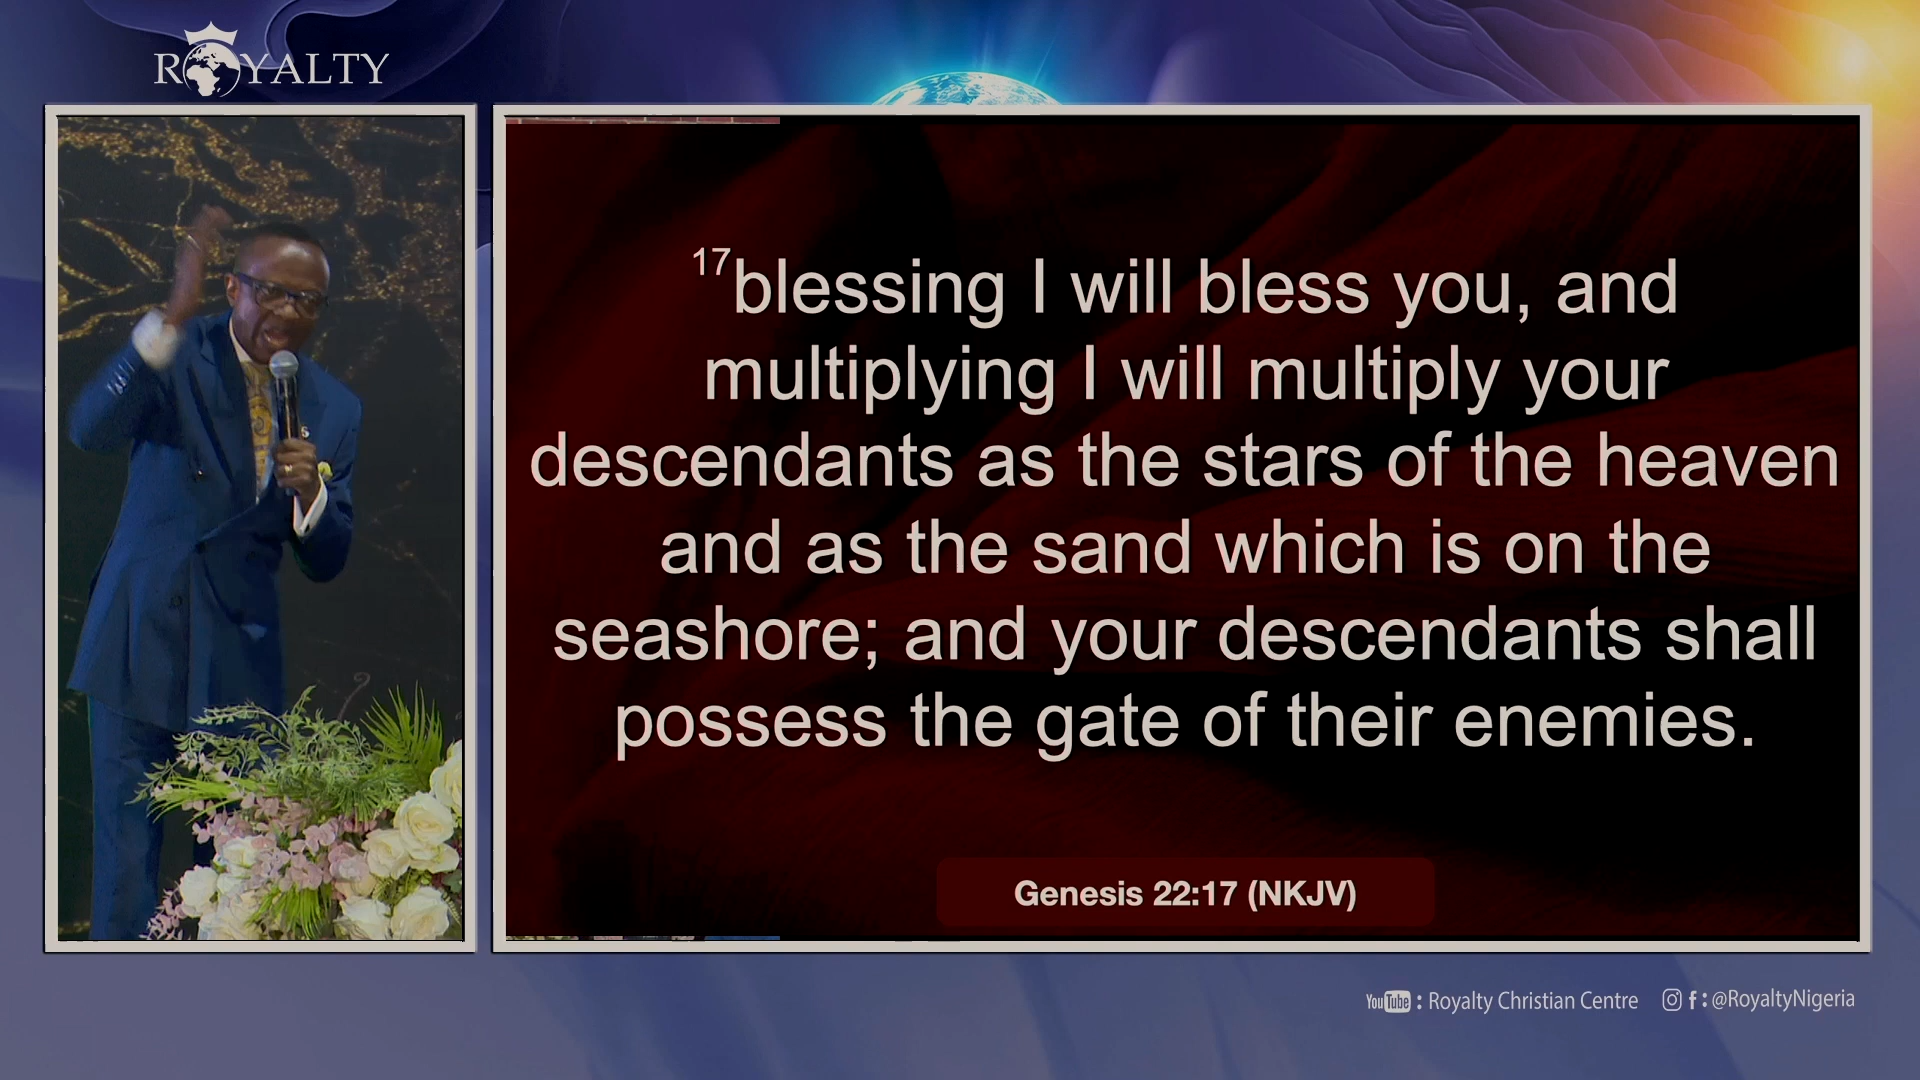 ROYALTY
17blessing I will bless you, and
multiplying I will multiply your
descendants as the stars of the heaven
and as the sand which is on the
seashore; and your descendants shall
possess the gate of their enemies.
Genesis 22:17 (NKJV)
YouTube : Royalty Christian Centre f : @RoyaltyNigeria